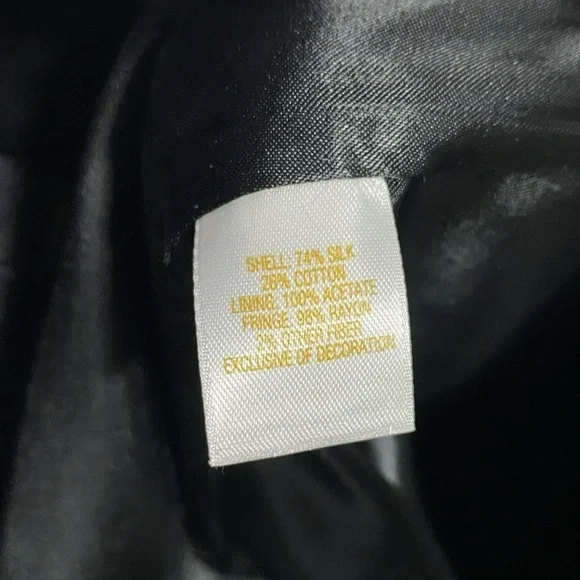 SHELL: 74% SILK
26% COTTON
LINING: 100% ACETATE
FRINGE: 98% RAYON
2% OTHER FIBER
EXCLUSIVE OF DECORATION